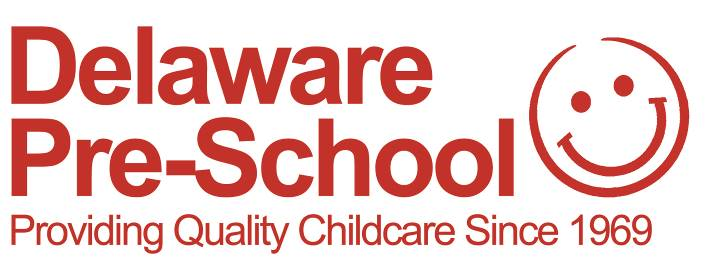 Delaware
Pre-School
Providing Quality Childcare Since 1969